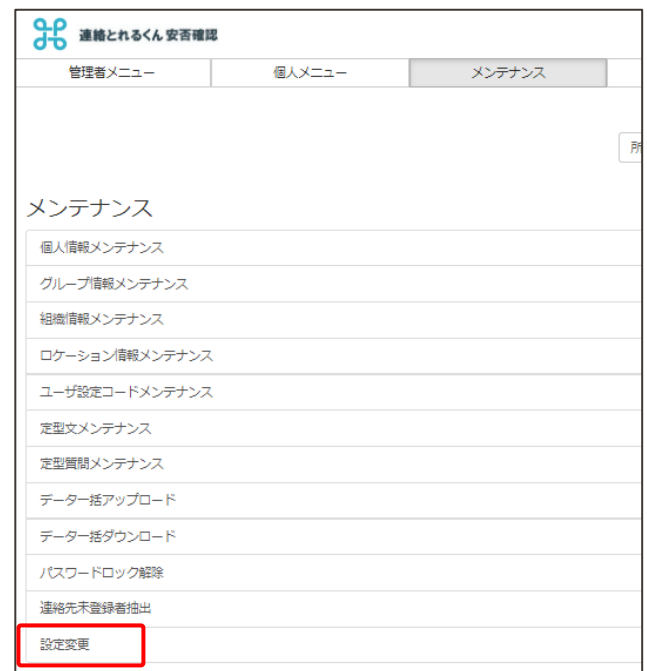 連絡とれるくん 安否確認
管理者メニュー 個人メニュー メンテナンス
所
メンテナンス
個人情報メンテナンス
グループ情報メンテナンス
組織情報メンテナンス
ロケーション情報メンテナンス
ユーザ設定コードメンテナンス
定型文メンテナンス
定型質問メンテナンス
データ一括アップロード
データ一括ダウンロード
パスワードロック解除
連絡先未登録者抽出
設定変更